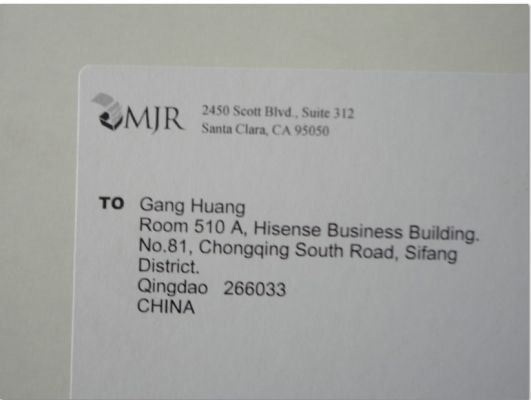 MJR
2450 Scott Blvd., Suite 312
Santa Clara, CA 95050
TO Gang Huang
Room 510 A, Hisense Business Building.
No.81, Chongqing South Road, Sifang
District.
Qingdao 266033
CHINA